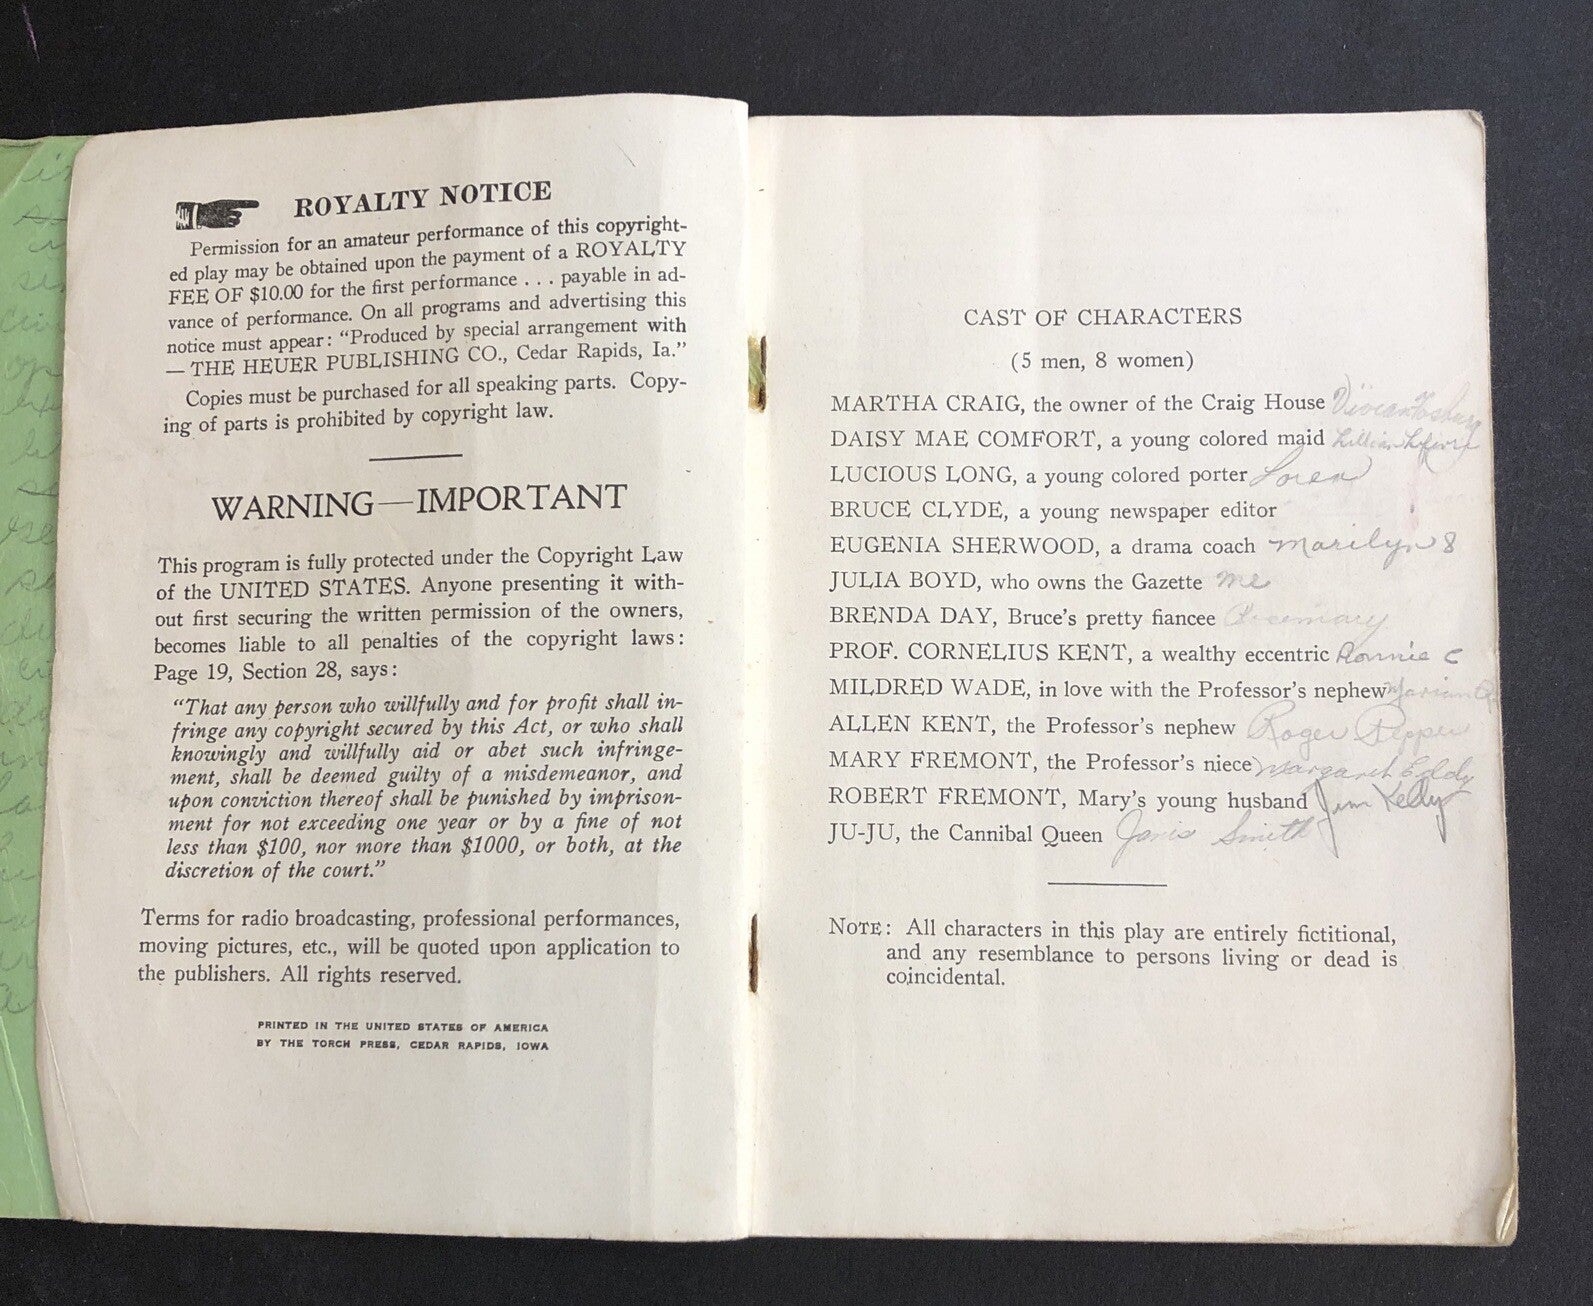 ROYALTY NOTICE
Permission for an amateur performance of this copyright-
ed play may be obtained upon the payment of a ROYALTY
FEE OF $10.00 for the first performance . . . payable in ad-
vance of performance. On all programs and advertising this
notice must appear: "Produced by special arrangement with
— THE HEUER PUBLISHING CO., Cedar Rapids, Ia."
Copies must be purchased for all speaking parts. Copy-
ing of parts is prohibited by copyright law.
WARNING—IMPORTANT
This program is fully protected under the Copyright Law
of the UNITED STATES. Anyone presenting it with-
out first securing the written permission of the owners,
becomes liable to all penalties of the copyright laws:
Page 19, Section 28, says:
"That any person who willfully and for profit shall in-
fringe any copyright secured by this Act, or who shall
knowingly and willfully aid or abet such infringe-
ment, shall be deemed guilty of a misdemeanor, and
upon conviction thereof shall be punished by imprison-
ment for not exceeding one year or by a fine of not
less than $100, nor more than $1000, or both, at the
discretion of the court."
Terms for radio broadcasting, professional performances,
moving pictures, etc., will be quoted upon application to
the publishers. All rights reserved.
PRINTED IN THE UNITED STATES OF AMERICA
BY THE TORCH PRESS, CEDAR RAPIDS, IOWA
CAST OF CHARACTERS
(5 men, 8 women)
MARTHA CRAIG, the owner of the Craig House Vivian
DAISY MAE COMFORT, a young colored maid Lillian
LUCIOUS LONG, a young colored porter Loren
BRUCE CLYDE, a young newspaper editor
EUGENIA SHERWOOD, a drama coach Marilyn 8
JULIA BOYD, who owns the Gazette me
BRENDA DAY, Bruce's pretty fiancee Rosemary
PROF. CORNELIUS KENT, a wealthy eccentric Ronnie C
MILDRED WADE, in love with the Professor's nephew Marian
ALLEN KENT, the Professor's nephew Roger Pepper
MARY FREMONT, the Professor's niece Margaret Eddy
ROBERT FREMONT, Mary's young husband Jim Kelly
JU-JU, the Cannibal Queen Janis Smith
NOTE: All characters in this play are entirely fictitional,
and any resemblance to persons living or dead is
coincidental.